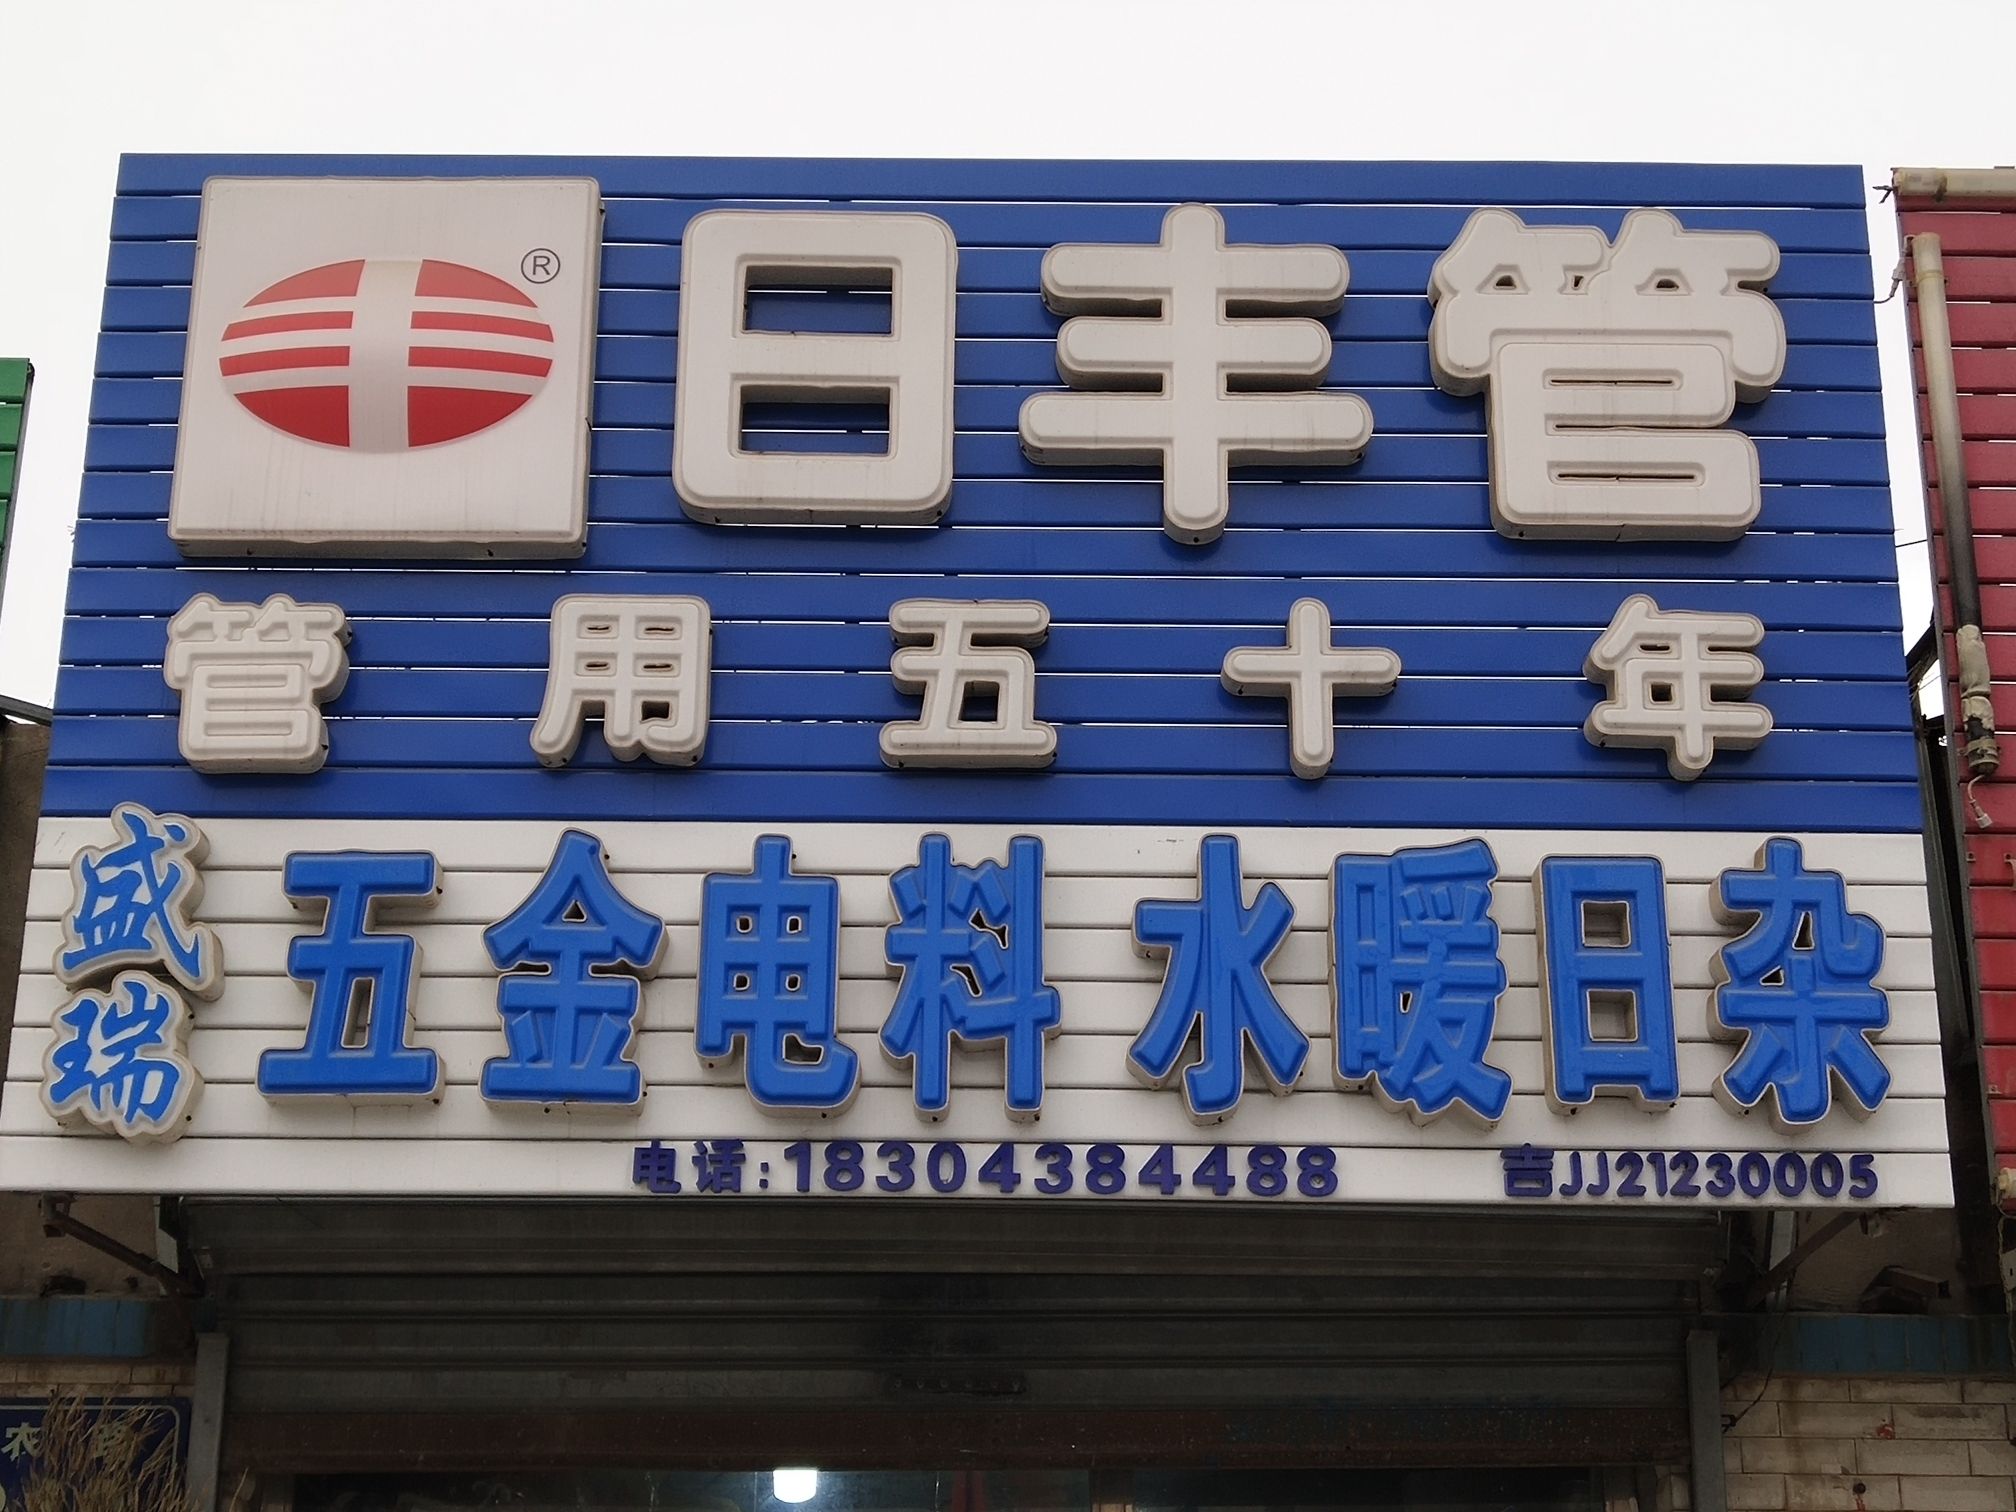 ®
日丰管
管用五十年
盛瑞
五金电料 水暖日杂
电话:18304384488
吉JJ21230005